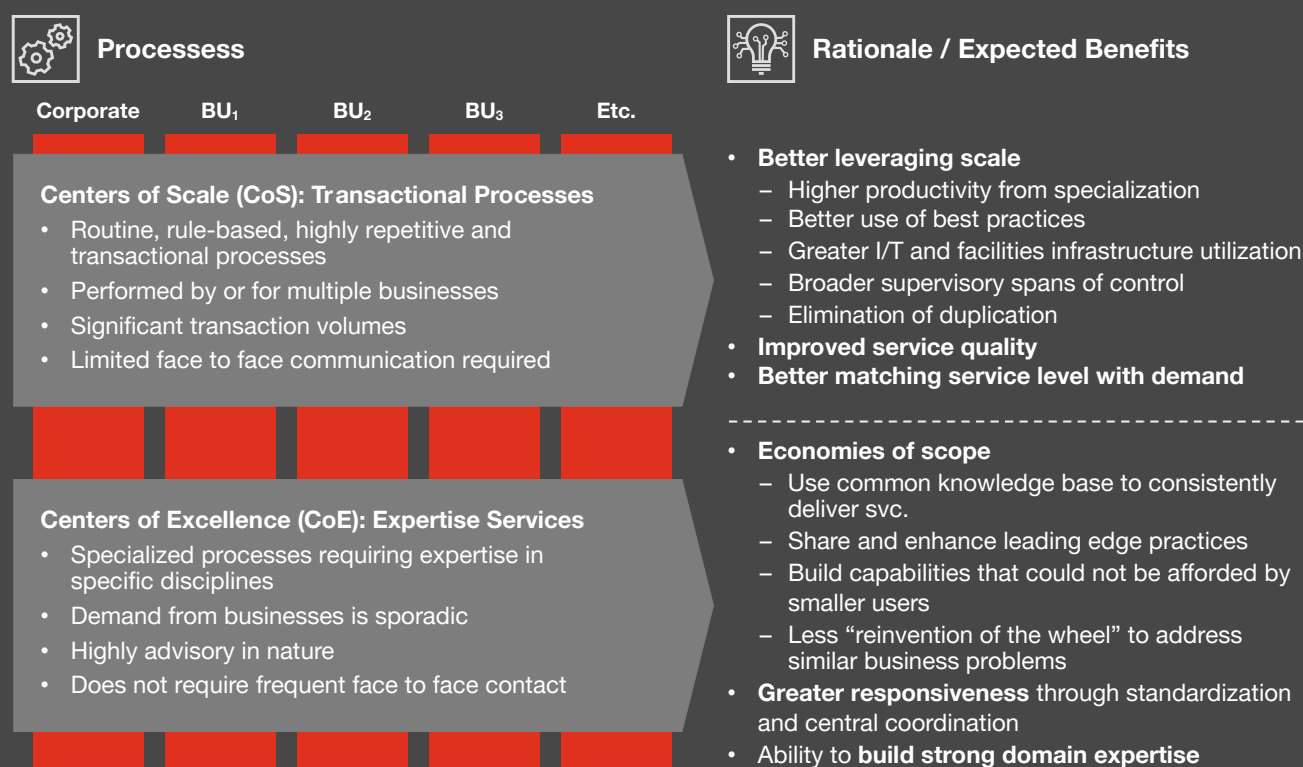 Processess
Corporate
BU₁
BU₂
BU₃
Etc.
Centers of Scale (CoS): Transactional Processes
• Routine, rule-based, highly repetitive and
transactional processes
• Performed by or for multiple businesses
• Significant transaction volumes
• Limited face to face communication required
Centers of Excellence (CoE): Expertise Services
• Specialized processes requiring expertise in
specific disciplines
• Demand from businesses is sporadic
• Highly advisory in nature
• Does not require frequent face to face contact
Rationale / Expected Benefits
• Better leveraging scale
– Higher productivity from specialization
– Better use of best practices
– Greater I/T and facilities infrastructure utilization
– Broader supervisory spans of control
– Elimination of duplication
• Improved service quality
• Better matching service level with demand
• Economies of scope
– Use common knowledge base to consistently
deliver svc.
– Share and enhance leading edge practices
– Build capabilities that could not be afforded by
smaller users
– Less “reinvention of the wheel” to address
similar business problems
• Greater responsiveness through standardization
and central coordination
• Ability to build strong domain expertise